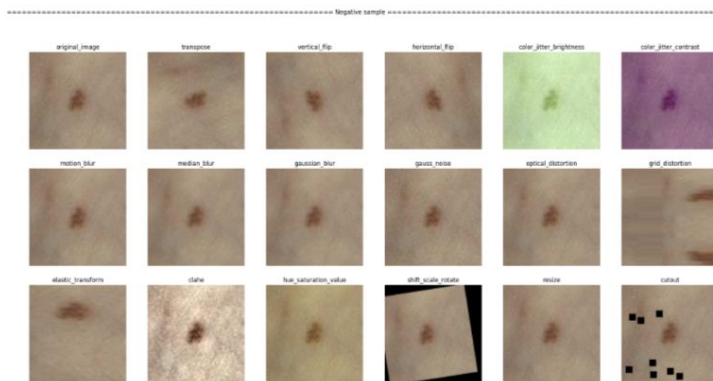 ================ Negative sample ================
original_image transpose vertical_flip horizontal_flip color_jitter_brightness color_jitter_contrast
motion_blur median_blur gaussian_blur gauss_noise optical_distortion grid_distortion
elastic_transform clahe hue_saturation_value shift_scale_rotate resize cutout